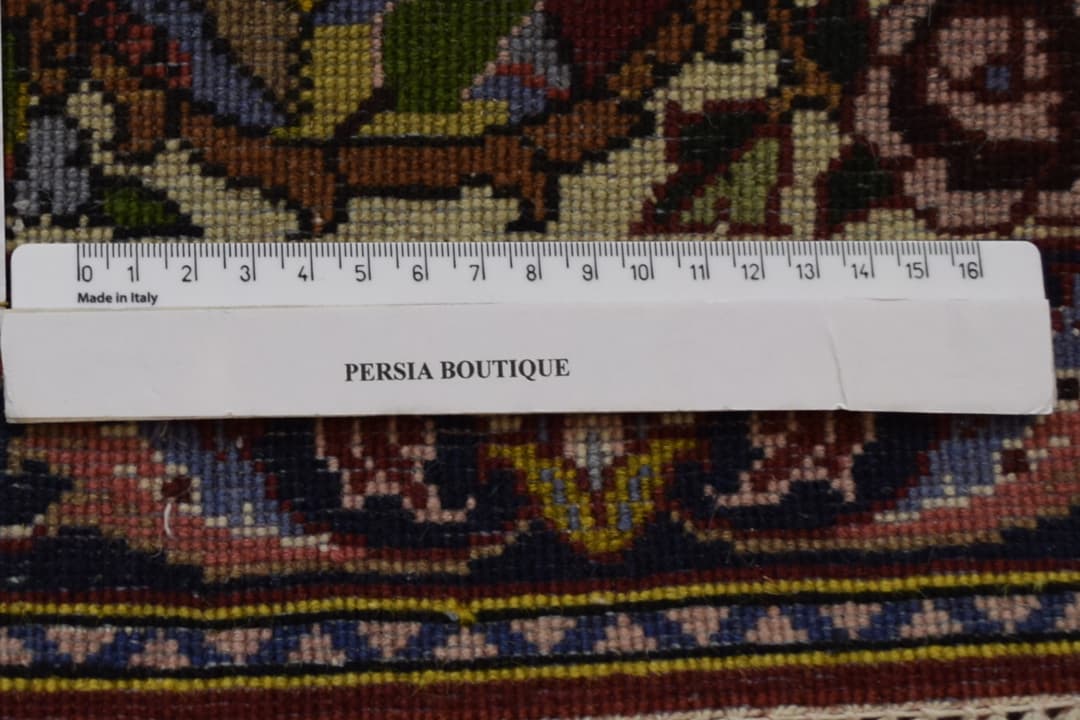 0 1 2 3 4 5 6 7 8 9 10 11 12 13 14 15 16
Made in Italy
PERSIA BOUTIQUE